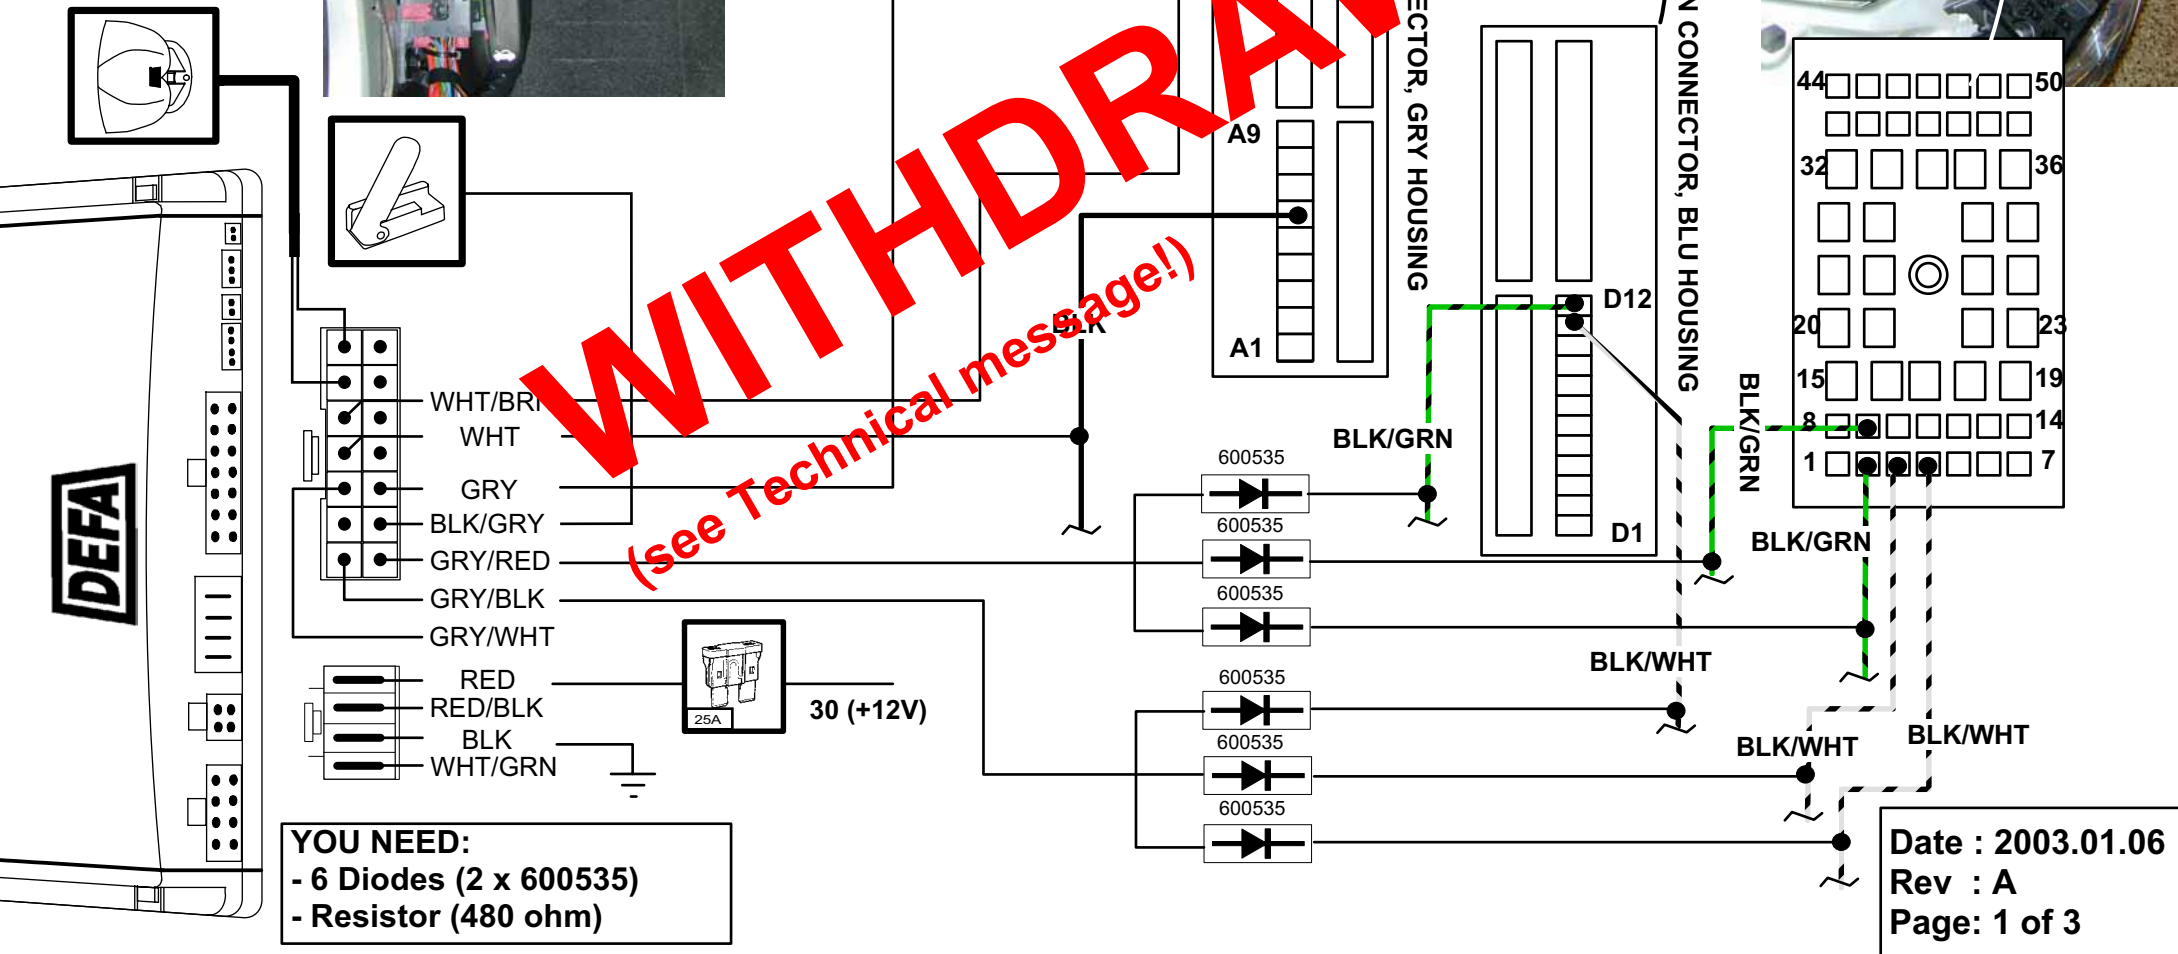 WITHDRA
(see Technical message!)
ECTOR, GRY HOUSING
N CONNECTOR, BLU HOUSING
A9
A1
BLK
D12
D1
44
50
32
36
20
23
15
19
8
14
1
7
DEFA
WHT/BRN
WHT
GRY
BLK/GRY
GRY/RED
GRY/BLK
GRY/WHT
RED
RED/BLK
BLK
WHT/GRN
25A
30 (+12V)
600535
600535
600535
600535
600535
600535
BLK/GRN
BLK/GRN
BLK/GRN
BLK/WHT
BLK/WHT
BLK/WHT
YOU NEED:
- 6 Diodes (2 x 600535)
- Resistor (480 ohm)
Date : 2003.01.06
Rev : A
Page: 1 of 3